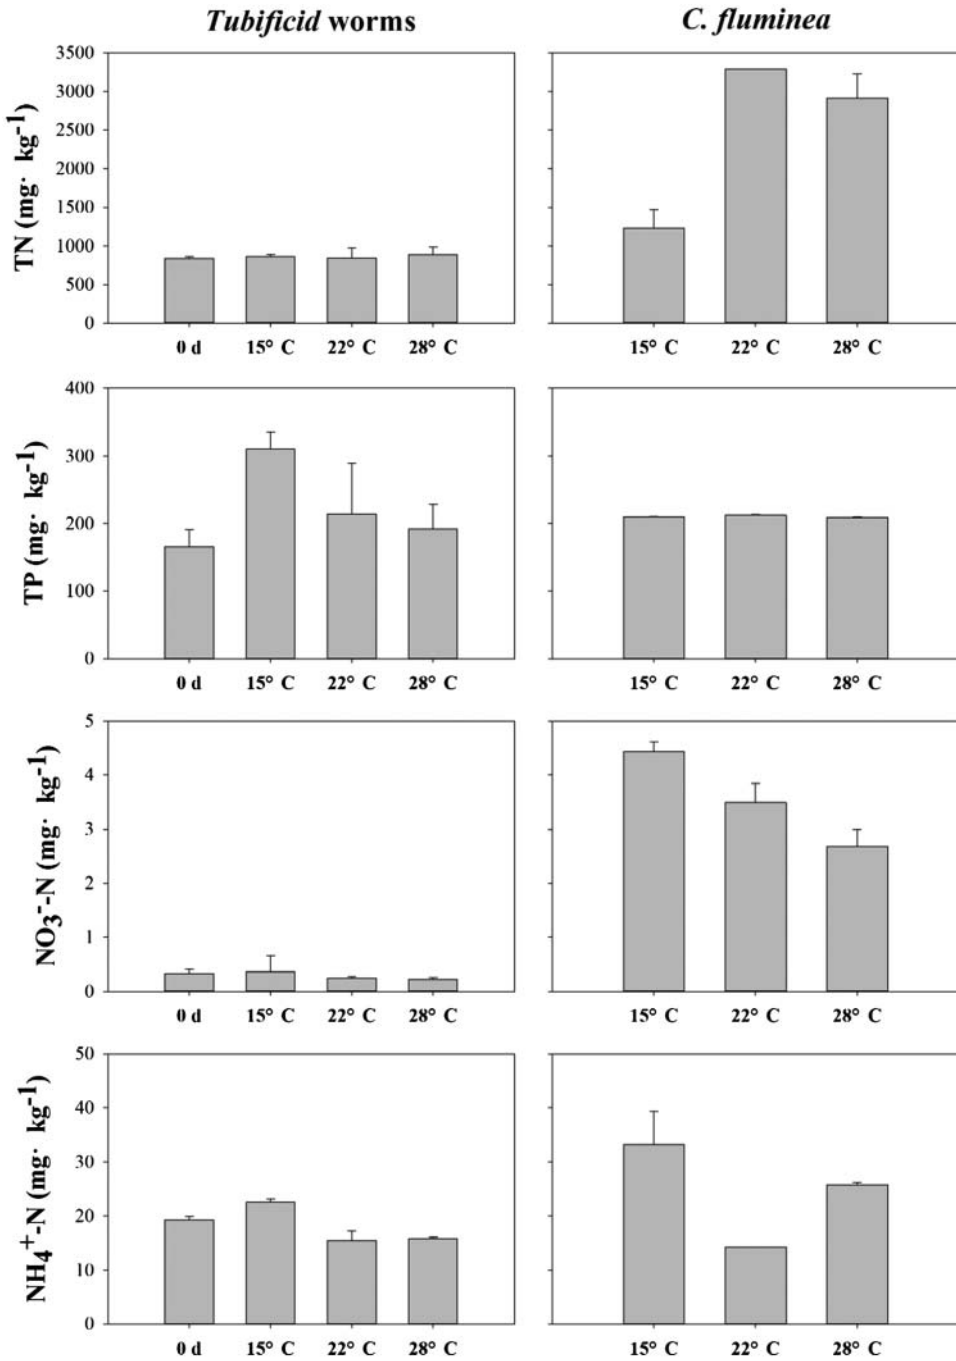 Tubificid worms
C. fluminea
TN (mg· kg-1)
3500
3000
2500
2000
1500
1000
500
0
0 d 15° C 22° C 28° C
15° C 22° C 28° C
TP (mg· kg-1)
400
300
200
100
0
0 d 15° C 22° C 28° C
15° C 22° C 28° C
NO3--N (mg· kg-1)
5
4
3
2
1
0
0 d 15° C 22° C 28° C
15° C 22° C 28° C
NH4+-N (mg· kg-1)
50
40
30
20
10
0
0 d 15° C 22° C 28° C
15° C 22° C 28° C